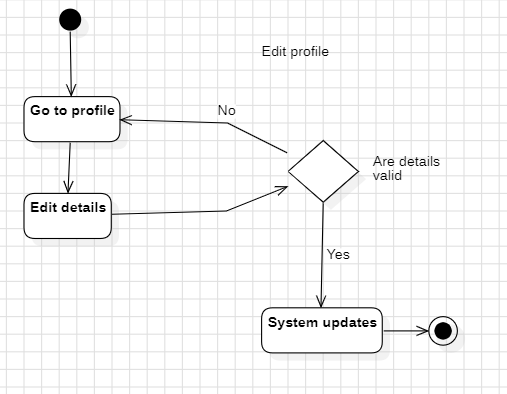 Edit profile
Go to profile
No
Are details
valid
Edit details
Yes
System updates